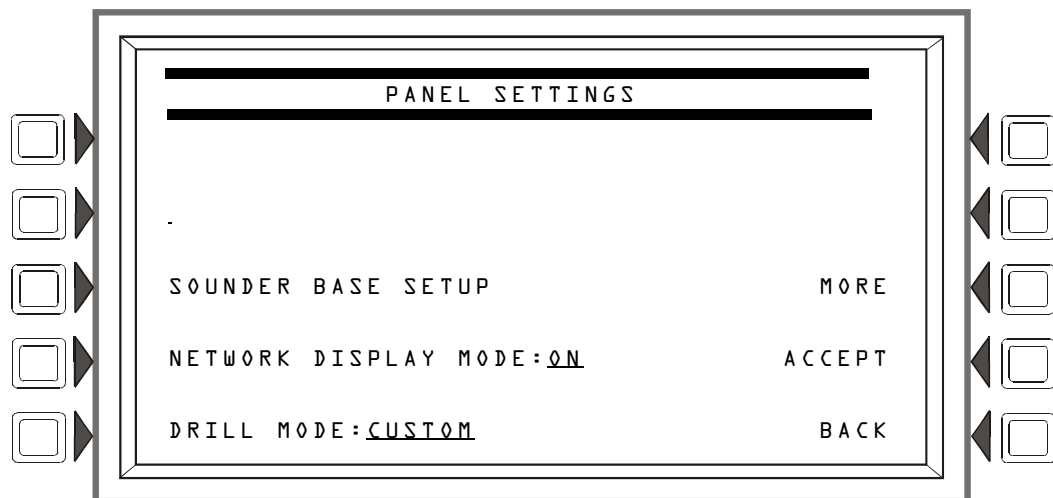 PANEL SETTINGS
-
SOUNDER BASE SETUP MORE
NETWORK DISPLAY MODE:ON ACCEPT
DRILL MODE:CUSTOM BACK